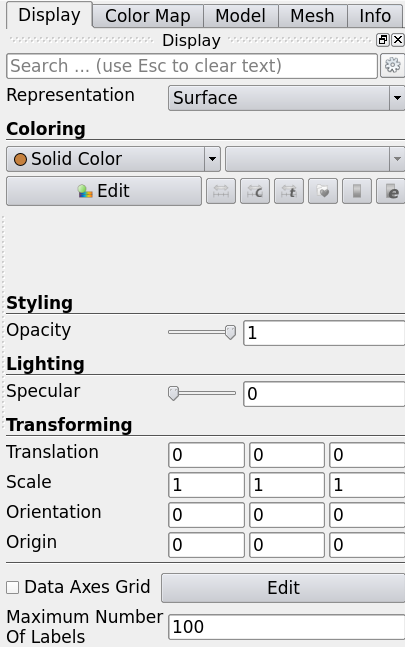 Display Color Map Model Mesh Info
Display
Search ... (use Esc to clear text)
Representation Surface
Coloring
Solid Color
Edit c t e
Styling
Opacity 1
Lighting
Specular 0
Transforming
Translation 0 0 0
Scale 1 1 1
Orientation 0 0 0
Origin 0 0 0
Data Axes Grid Edit
Maximum Number
Of Labels 100